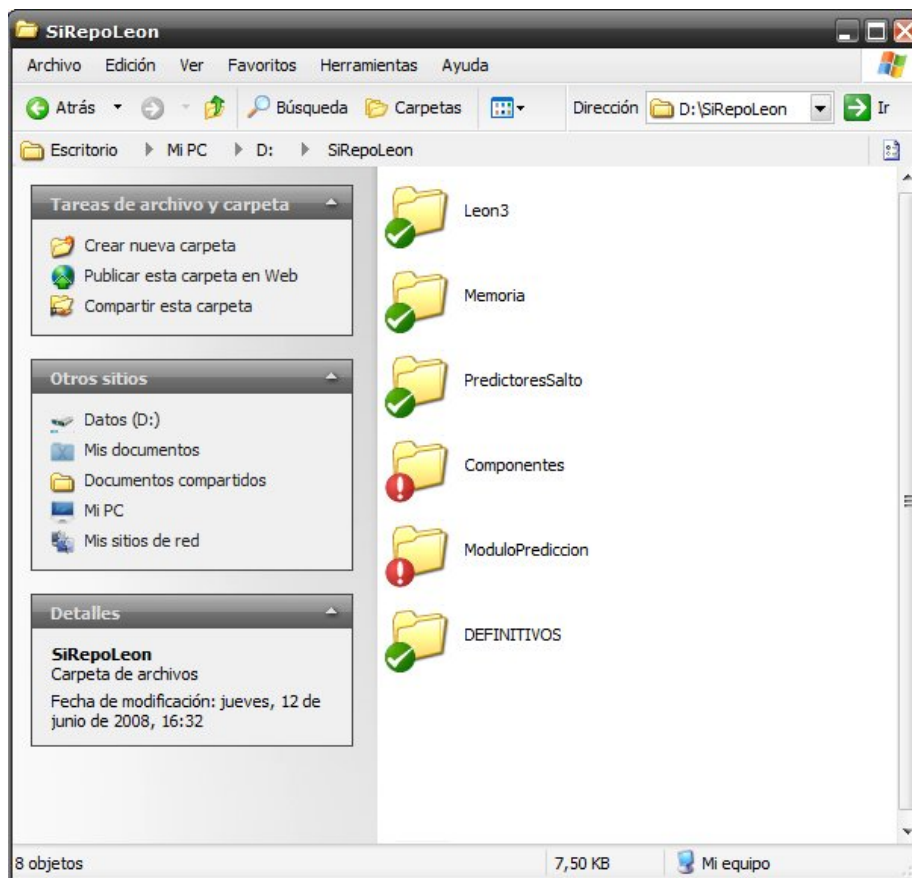 SiRepoLeon
Archivo Edición Ver Favoritos Herramientas Ayuda
Atrás Búsqueda Carpetas Dirección D:\SiRepoLeon Ir
Escritorio Mi PC D: SiRepoLeon
Tareas de archivo y carpeta
Crear nueva carpeta
Publicar esta carpeta en Web
Compartir esta carpeta
Otros sitios
Datos (D:)
Mis documentos
Documentos compartidos
Mi PC
Mis sitios de red
Detalles
SiRepoLeon
Carpeta de archivos
Fecha de modificación: jueves, 12 de
junio de 2008, 16:32
Leon3
Memoria
PredictoresSalto
Componentes
ModuloPrediccion
DEFINITIVOS
8 objetos 7,50 KB Mi equipo